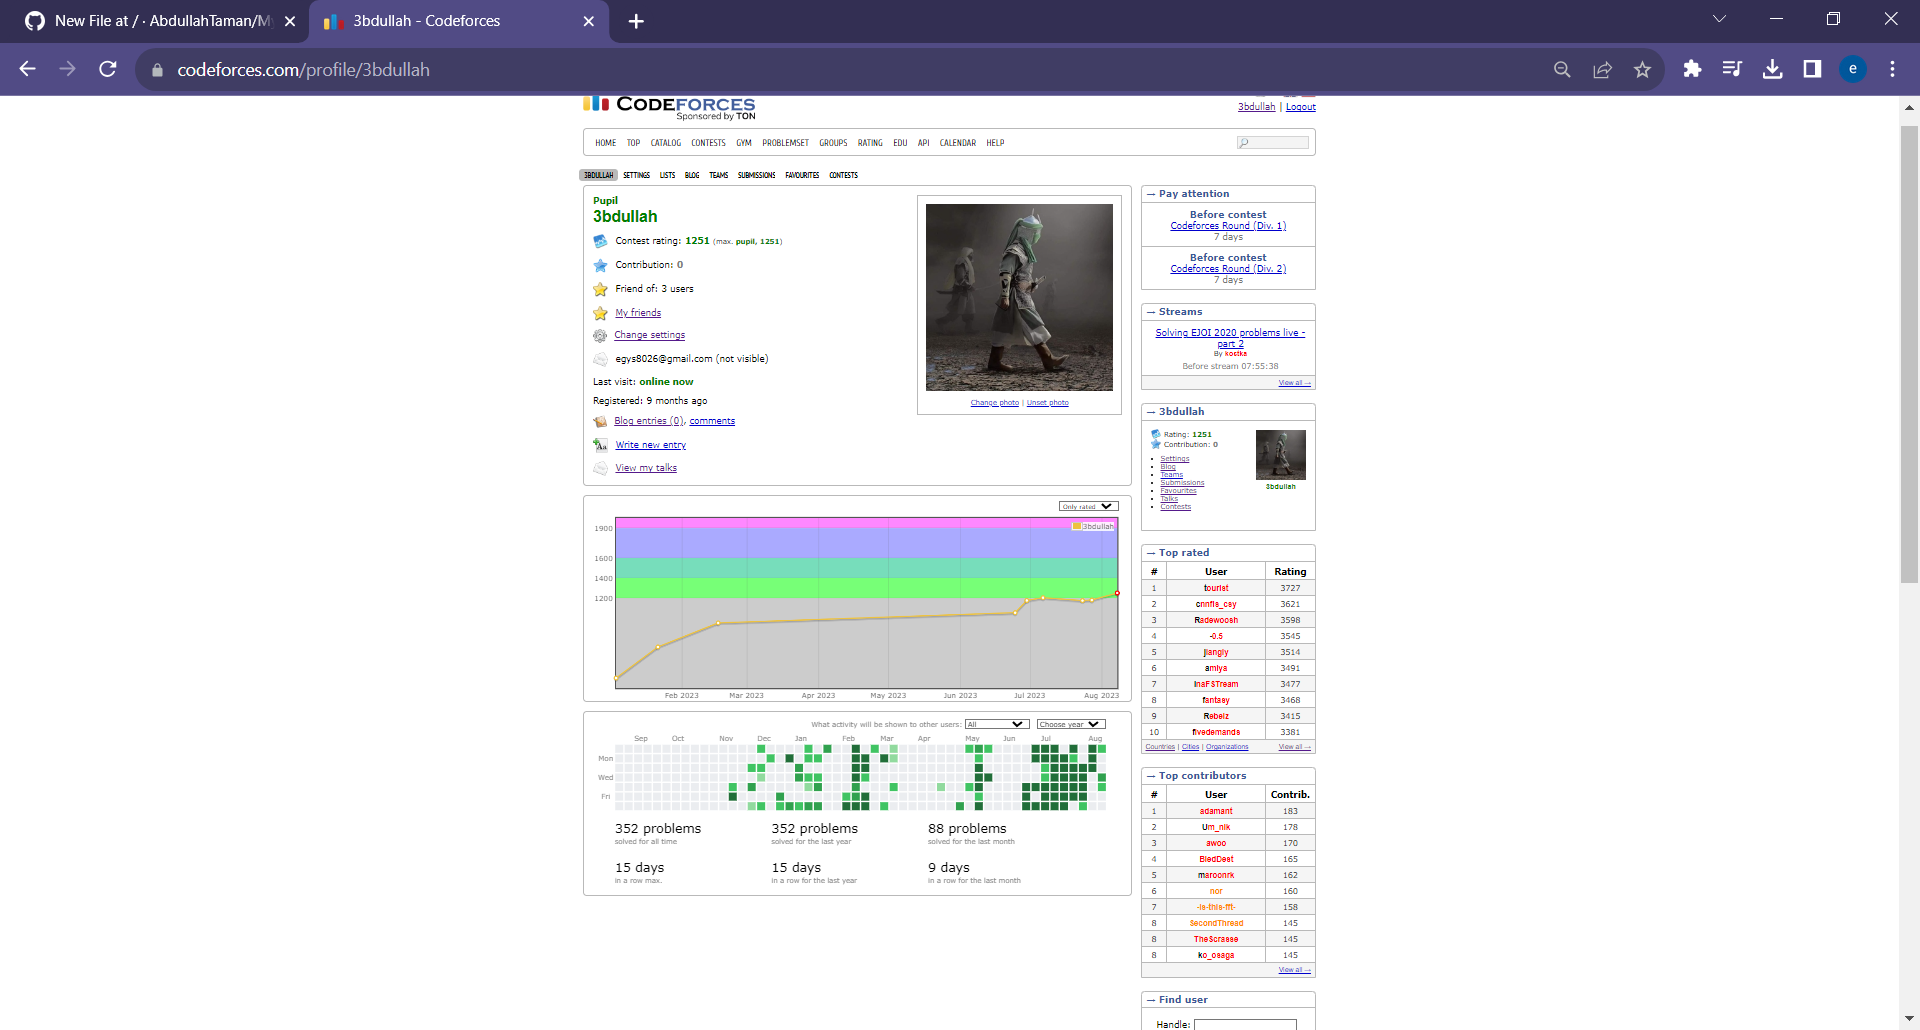 New File at / · AbdullahTaman/M
3bdullah - Codeforces
codeforces.com/profile/3bdullah
e
CODEFORCES
Sponsored by TON
3bdullah | Logout
HOME TOP CATALOG CONTESTS GYM PROBLEMSET GROUPS RATING EDU API CALENDAR HELP
3BDULLAH SETTINGS LISTS BLOG TEAMS SUBMISSIONS FAVOURITES CONTESTS
Pupil
3bdullah
Contest rating: 1251 (max. pupil, 1251)
Contribution: 0
Friend of: 3 users
My friends
Change settings
egys8026@gmail.com (not visible)
Last visit: online now
Registered: 9 months ago
Blog entries (0), comments
Write new entry
View my talks
Change photo | Unset photo
Only rated
3bdullah
1900
1600
1400
1200
Feb 2023 Mar 2023 Apr 2023 May 2023 Jun 2023 Jul 2023 Aug 2023
What activity will be shown to other users: All Choose year
Sep Oct Nov Dec Jan Feb Mar Apr May Jun Jul Aug
Mon
Wed
Fri
352 problems 352 problems 88 problems
solved for all time solved for the last year solved for the last month
15 days 15 days 9 days
in a row max. in a row for the last year in a row for the last month
→ Pay attention
Before contest
Codeforces Round (Div. 1)
7 days
Before contest
Codeforces Round (Div. 2)
7 days
→ Streams
Solving EJOI 2020 problems live -
part 2
By kostka
Before stream 07:55:38
View all →
→ 3bdullah
Rating: 1251
Contribution: 0
Settings
Blog
Teams
Submissions
Favourites
Talks
Contests
3bdullah
→ Top rated
# User Rating
1 tourist 3727
2 cnnfls_csy 3621
3 Radewoosh 3598
4 -0.5 3545
5 jiangly 3514
6 amiya 3491
7 inaFSTream 3477
8 fantasy 3468
9 Rebelz 3415
10 fivedemands 3381
Countries | Cities | Organizations View all →
→ Top contributors
# User Contrib.
1 adamant 183
2 Um_nik 178
3 awoo 170
4 BledDest 165
5 maroonrk 162
6 nor 160
7 -is-this-fft- 158
8 SecondThread 145
8 TheScrasse 145
8 ko_osaga 145
View all →
→ Find user
Handle: